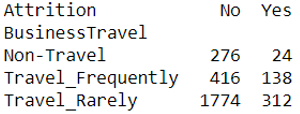 Attrition No Yes
BusinessTravel
Non-Travel 276 24
Travel_Frequently 416 138
Travel_Rarely 1774 312